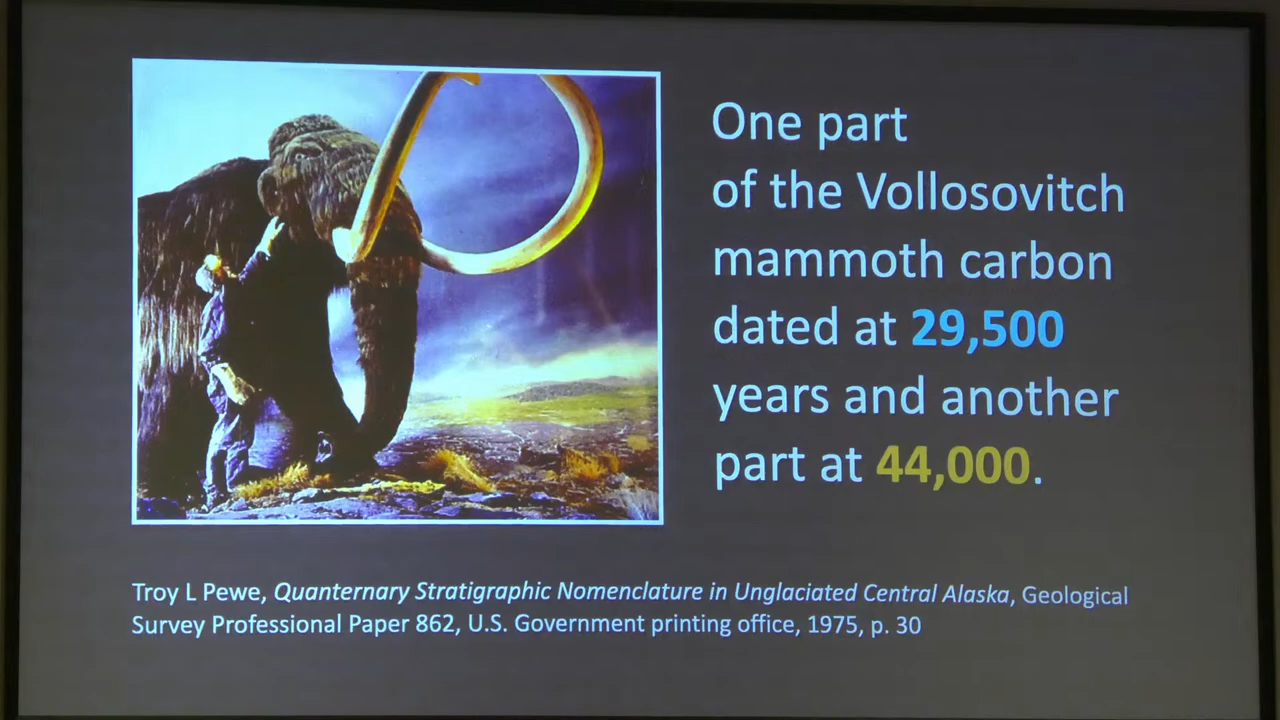 One part
of the Vollosovitch
mammoth carbon
dated at 29,500
years and another
part at 44,000.
Troy L Pewe, Quanternary Stratigraphic Nomenclature in Unglaciated Central Alaska, Geological
Survey Professional Paper 862, U.S. Government printing office, 1975, p. 30